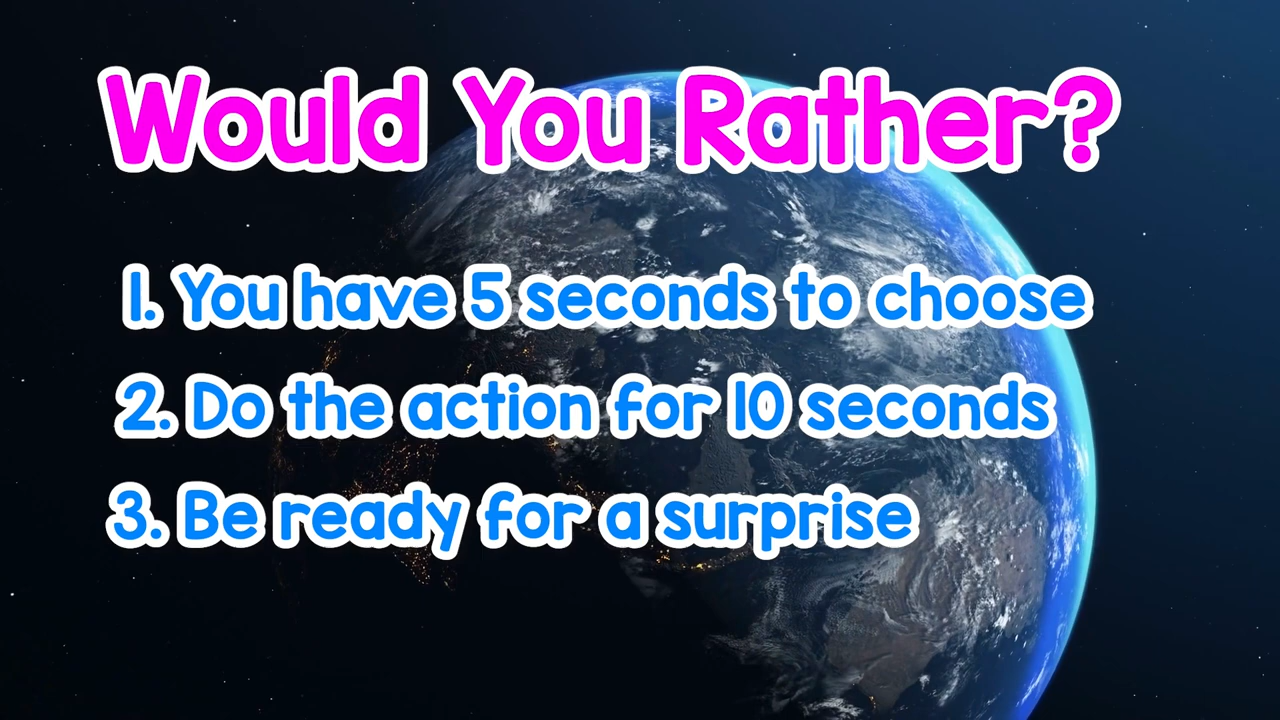 Would You Rather?
1. You have 5 seconds to choose
2. Do the action for 10 seconds
3. Be ready for a surprise